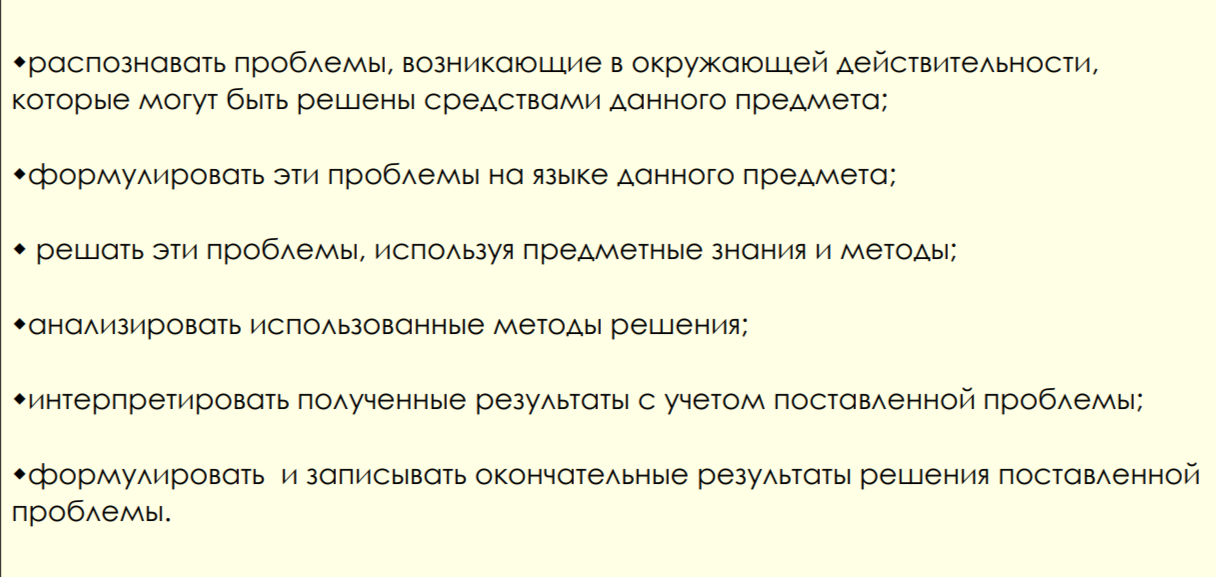 ◆распознавать проблемы, возникающие в окружающей действительности,
которые могут быть решены средствами данного предмета;
◆формулировать эти проблемы на языке данного предмета;
◆ решать эти проблемы, используя предметные знания и методы;
◆анализировать использованные методы решения;
◆интерпретировать полученные результаты с учетом поставленной проблемы;
◆формулировать  и записывать окончательные результаты решения поставленной
проблемы.